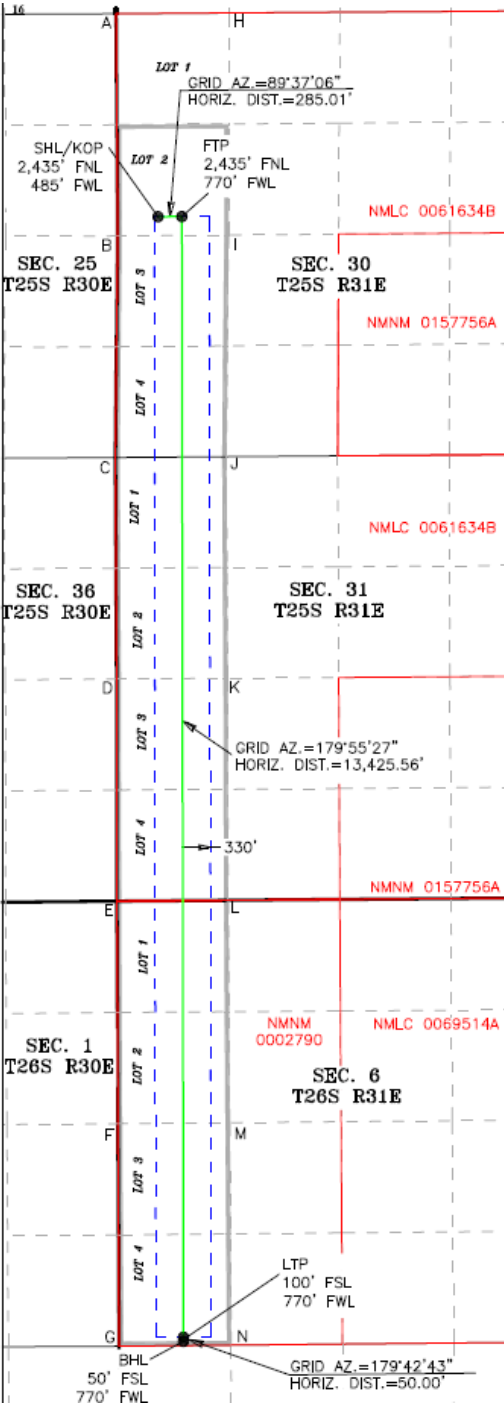 16
A
H
LOT 1
GRID AZ.=89°37'06"
HORIZ. DIST.=285.01'
SHL/KOP
2,435' FNL
485' FWL
LOT 2
FTP
2,435' FNL
770' FWL
NMLC 0061634B
B
I
SEC. 25
T25S R30E
LOT 3
SEC. 30
T25S R31E
NMNM 0157756A
LOT 4
C
J
LOT 1
NMLC 0061634B
SEC. 36
T25S R30E
LOT 2
SEC. 31
T25S R31E
D
K
LOT 3
GRID AZ.=179°55'27"
HORIZ. DIST.=13,425.56'
LOT 4
330'
NMNM 0157756A
E
L
LOT 1
SEC. 1
T26S R30E
LOT 2
NMNM
0002790
NMLC 0069514A
SEC. 6
T26S R31E
F
M
LOT 3
LOT 4
LTP
100' FSL
770' FWL
G
N
BHL
50' FSL
770' FWL
GRID AZ.=179°42'43"
HORIZ. DIST.=50.00'